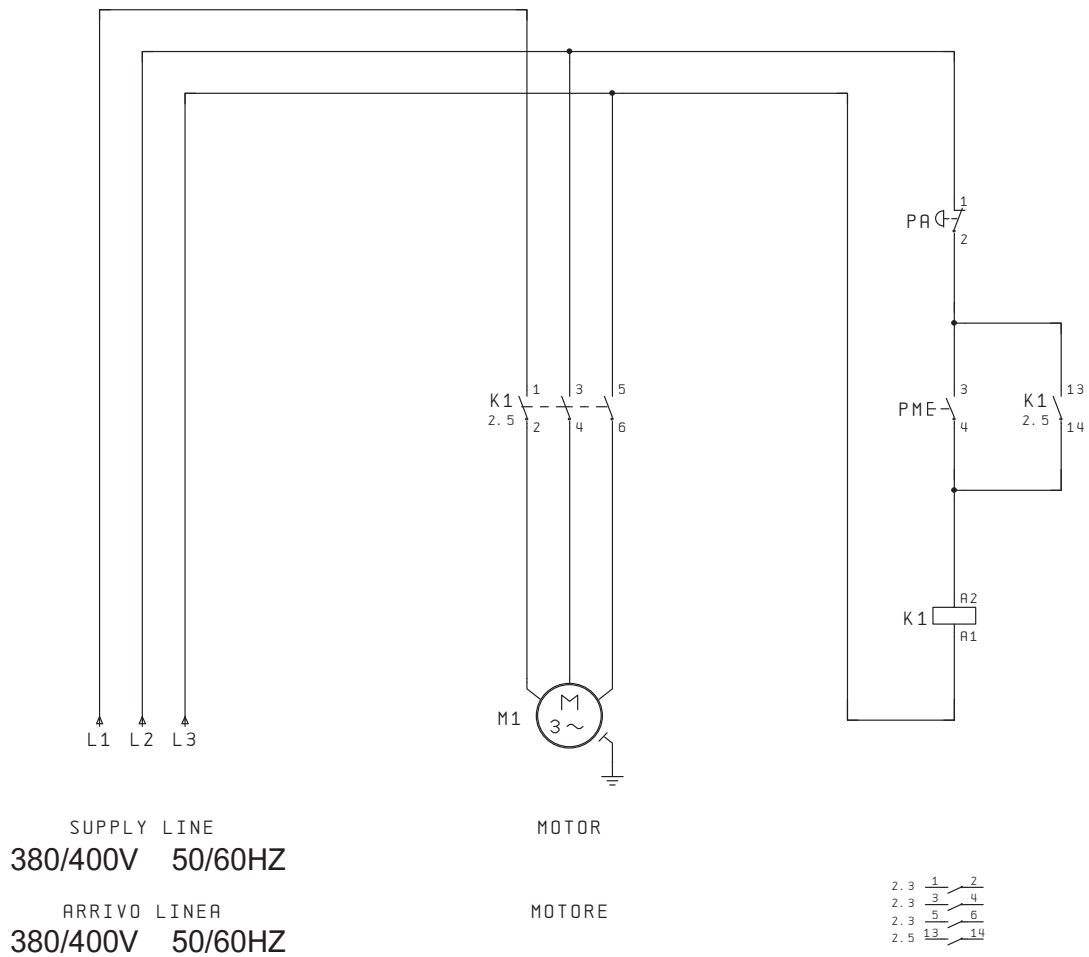 1
PA
2
1 3 5
K1
2.5 2 4 6
3 13
PME K1
4 2.5 14
A2
K1
A1
M
M1
3~
L1 L2 L3
SUPPLY LINE MOTOR
380/400V 50/60HZ
ARRIVO LINEA MOTORE
380/400V 50/60HZ
2.3 1 2
2.3 3 4
2.3 5 6
2.5 13 14